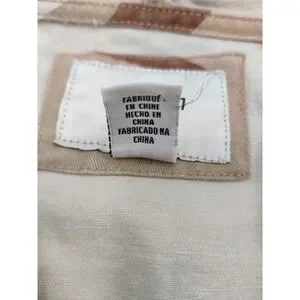 FABRIQUÉ
EN CHINE
HECHO EN
CHINA
FABRICADO NA
CHINA